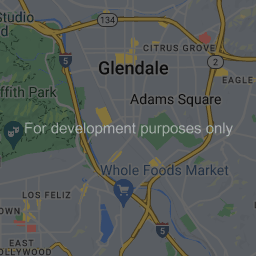 Studio
134
CITRUS GROVE
5
Glendale
2
EAGLE
ffith Park
Adams Square
For development purposes only
Whole Foods Market
LOS FELIZ
5
OWN
EAST
OLLYWOOD